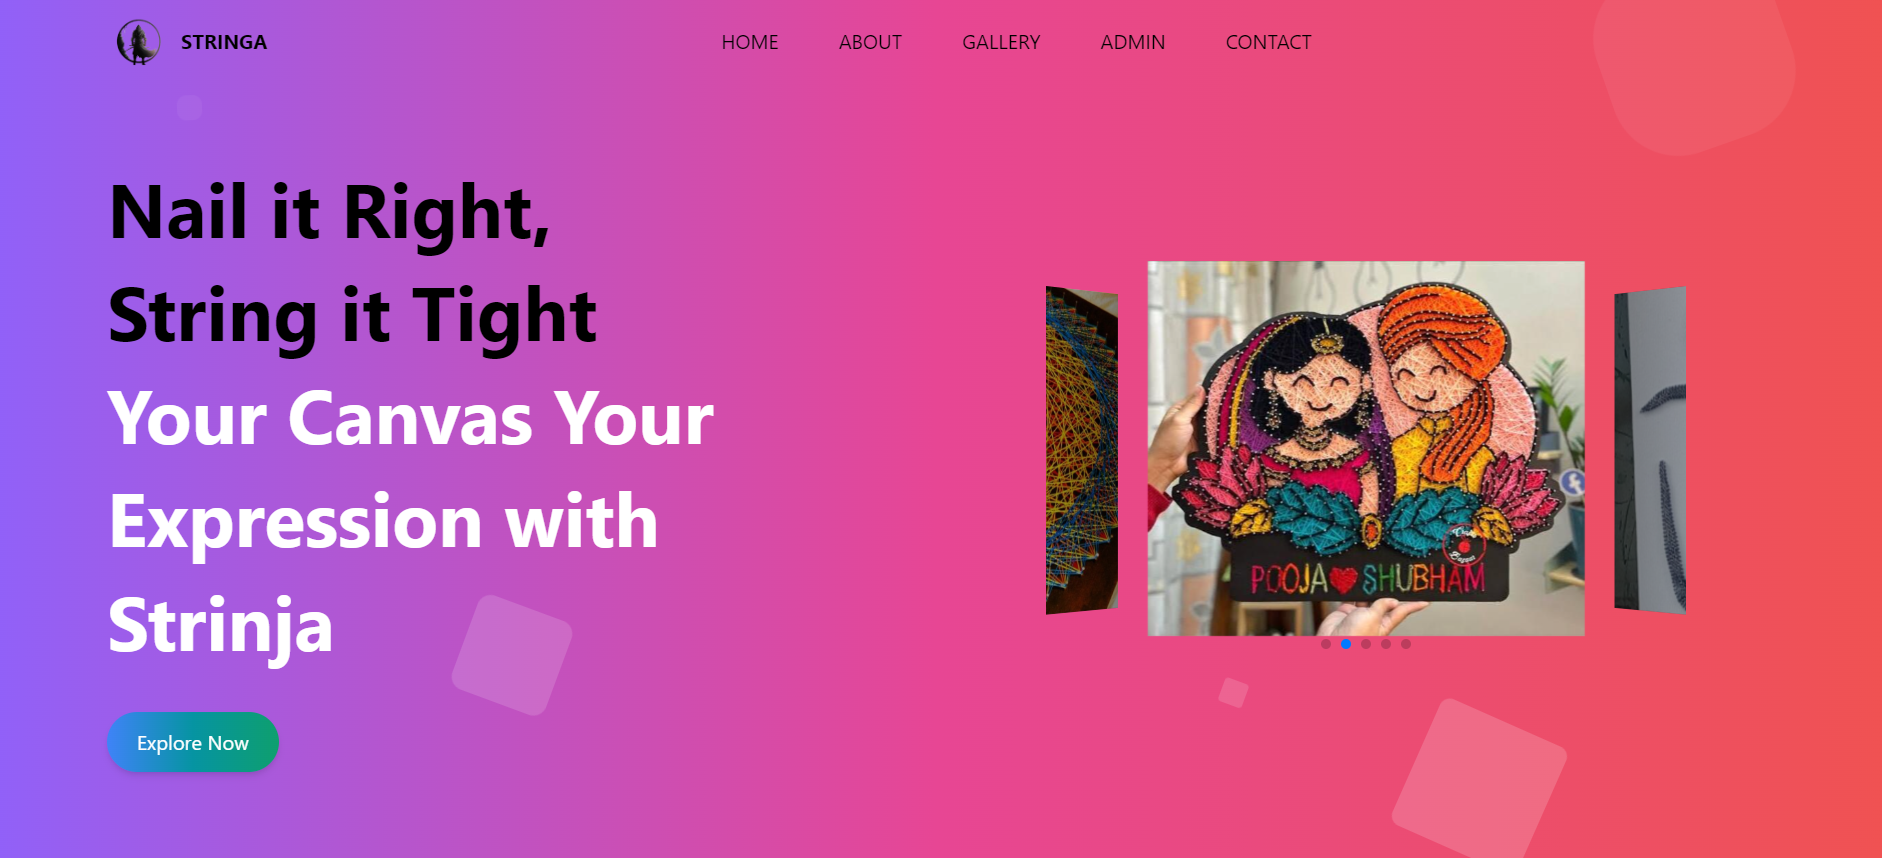 STRINGA
HOME ABOUT GALLERY ADMIN CONTACT
Nail it Right,
String it Tight
Your Canvas Your
Expression with
Strinja
Explore Now
POOJA SHUBHAM